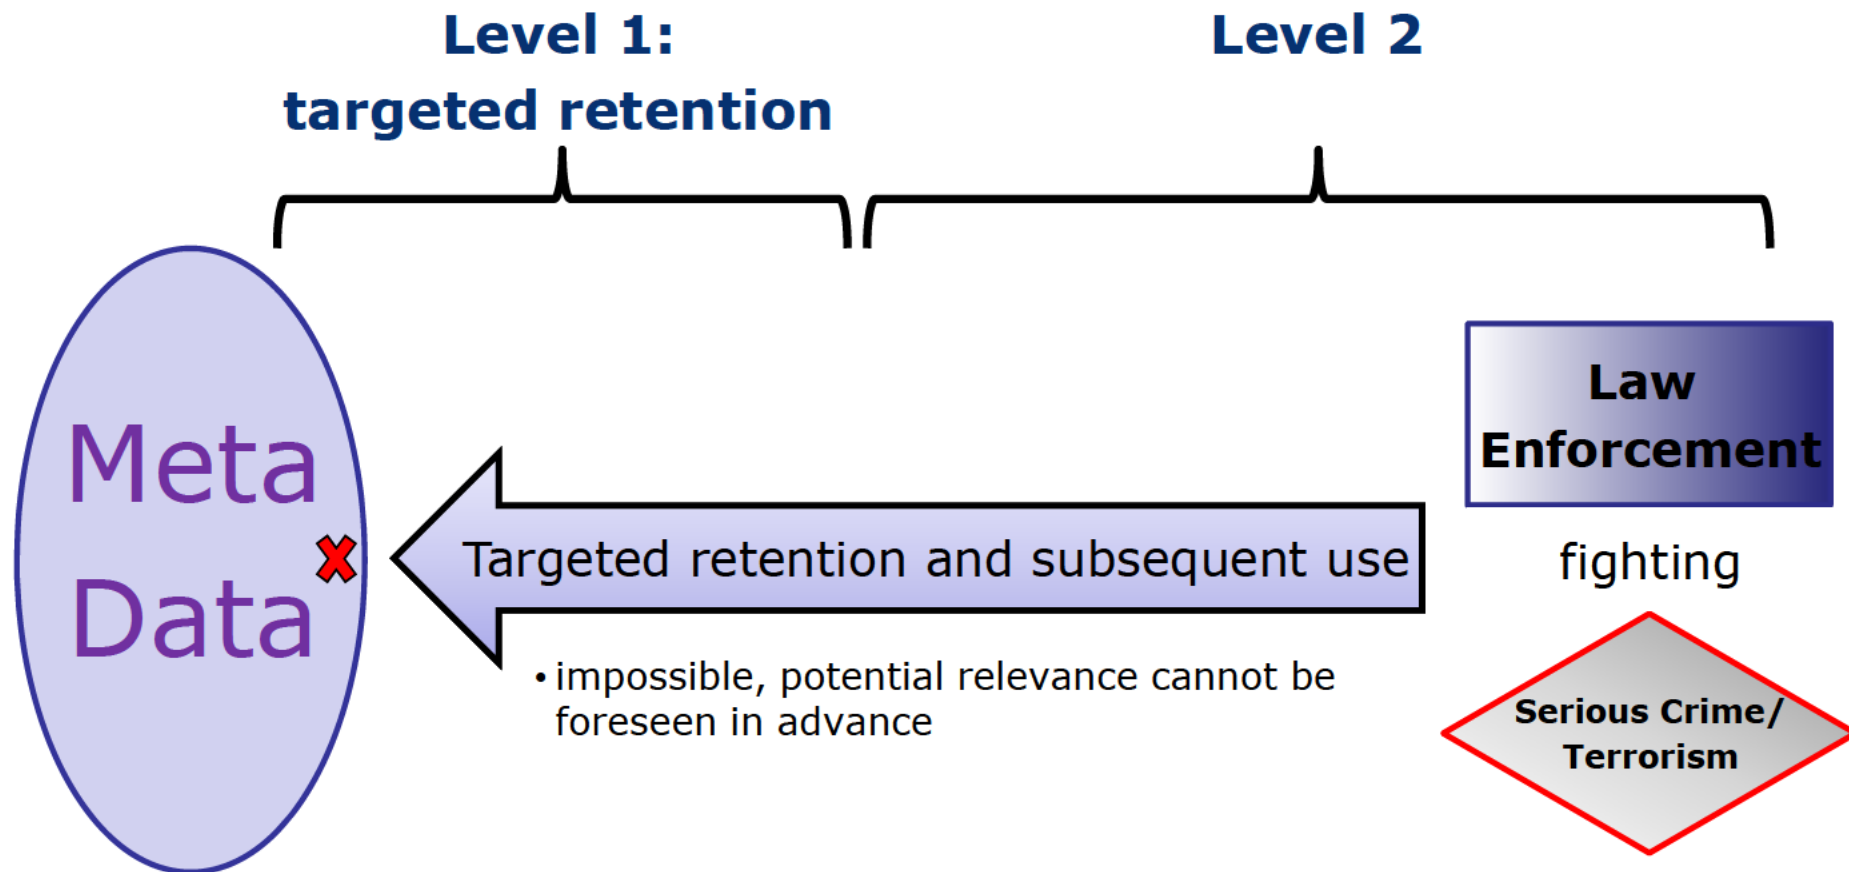 Level 1:
targeted retention
Level 2
Meta
Data
Targeted retention and subsequent use
• impossible, potential relevance cannot be
foreseen in advance
Law
Enforcement
fighting
Serious Crime/
Terrorism